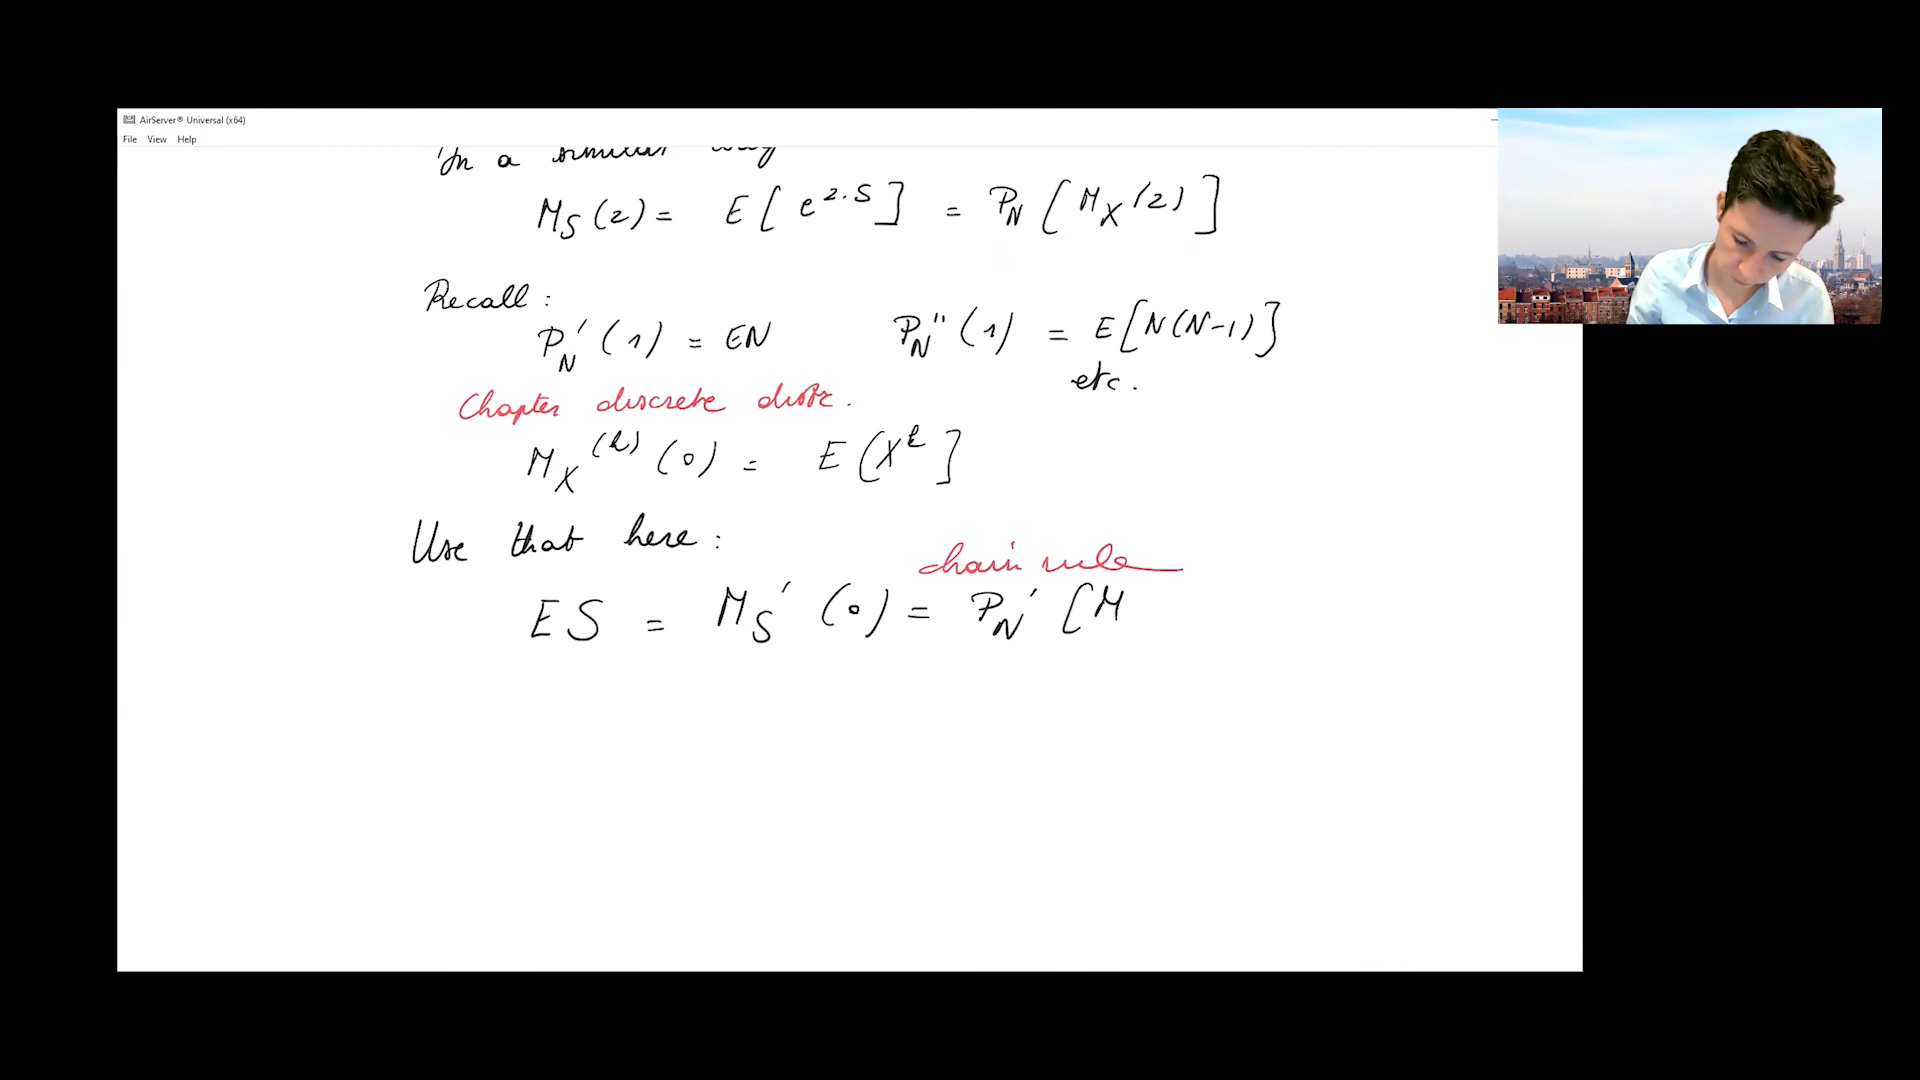 AirServer® Universal (x64)
File View Help
In a similar way
M_S(z) = E[e^{z.S}] = P_N[M_X(z)]
Recall :
P_N'(1) = EN P_N''(1) = E[N(N-1)]
etc.
Chapter discrete distr.
M_X^{(k)}(0) = E(X^k]
Use that here :
chain rule
ES = M_S'(0) = P_N'[M